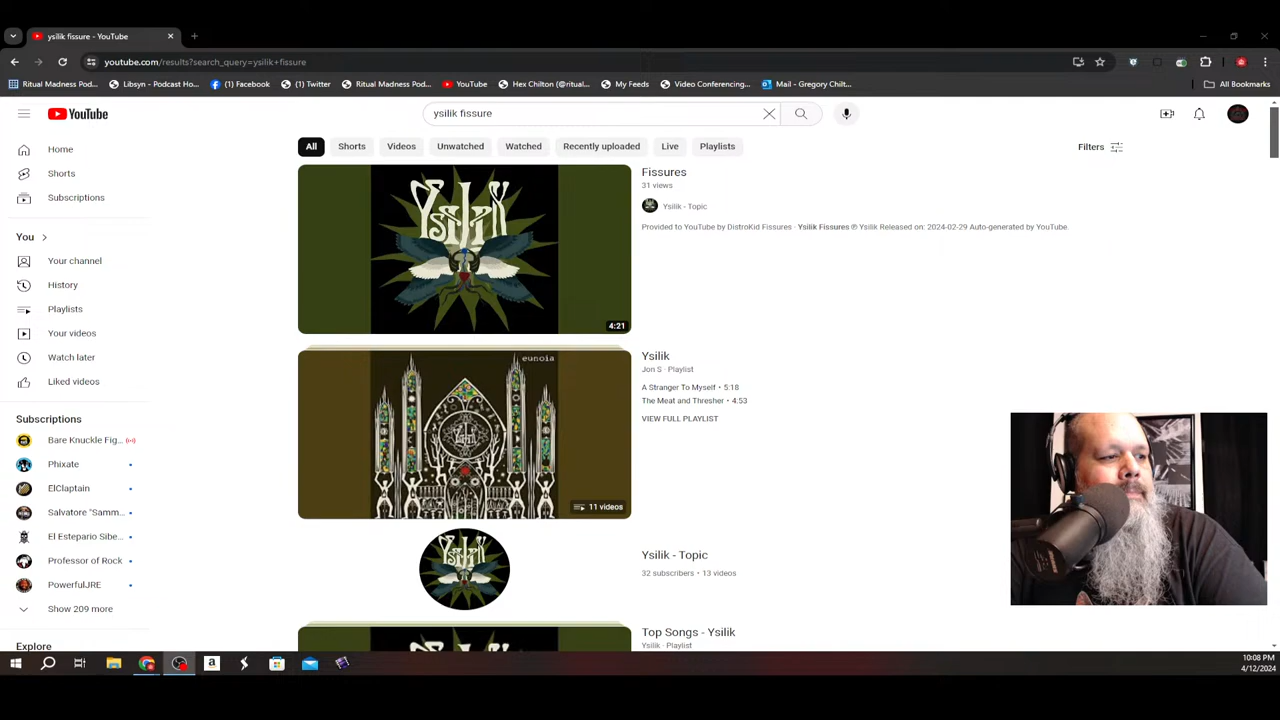 ysilik fissure - YouTube
youtube.com/results?search_query=ysilik+fissure
Ritual Madness Pod... Libsyn - Podcast Ho... (1) Facebook (1) Twitter Ritual Madness Pod... YouTube Hex Chilton (@ritual... My Feeds Video Conferencing... Mail - Gregory Chilt... All Bookmarks
YouTube
ysilik fissure
All Shorts Videos Unwatched Watched Recently uploaded Live Playlists Filters
Home
Shorts
Subscriptions
You
Your channel
History
Playlists
Your videos
Watch later
Liked videos
Subscriptions
Bare Knuckle Fig...
Phixate
ElClaptain
Salvatore "Samm...
El Estepario Sibe...
Professor of Rock
PowerfulJRE
Show 209 more
Explore
Ysilik
4:21
Fissures
31 views
Ysilik - Topic
Provided to YouTube by DistroKid Fissures · Ysilik Fissures ℗ Ysilik Released on: 2024-02-29 Auto-generated by YouTube.
eunoia
11 videos
Ysilik
Jon S · Playlist
A Stranger To Myself • 5:18
The Meat and Thresher • 4:53
VIEW FULL PLAYLIST
Ysilik
Ysilik - Topic
32 subscribers • 13 videos
Top Songs - Ysilik
Ysilik · Playlist
10:08 PM
4/12/2024